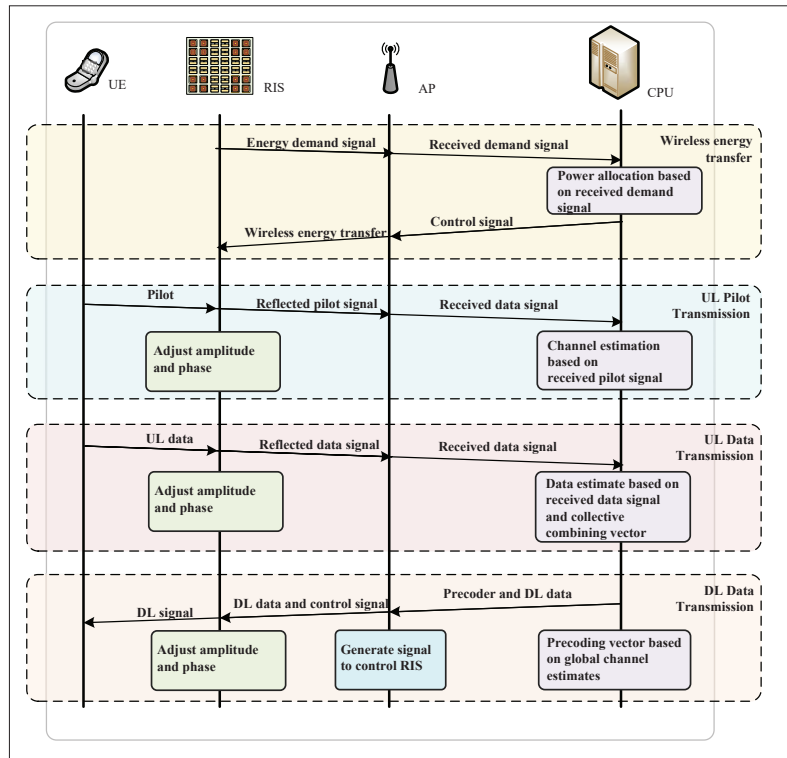 UE
RIS
AP
CPU
Energy demand signal
Received demand signal
Wireless energy
transfer
Power allocation based
on received demand
signal
Control signal
Wireless energy transfer
Pilot
Reflected pilot signal
Received data signal
UL Pilot
Transmission
Adjust amplitude
and phase
Channel estimation
based on
received pilot signal
UL data
Reflected data signal
Received data signal
UL Data
Transmission
Adjust amplitude
and phase
Data estimate based on
received data signal
and collective
combining vector
DL signal
DL data and control signal
Precoder and DL data
DL Data
Transmission
Adjust amplitude
and phase
Generate signal
to control RIS
Precoding vector based
on global channel
estimates